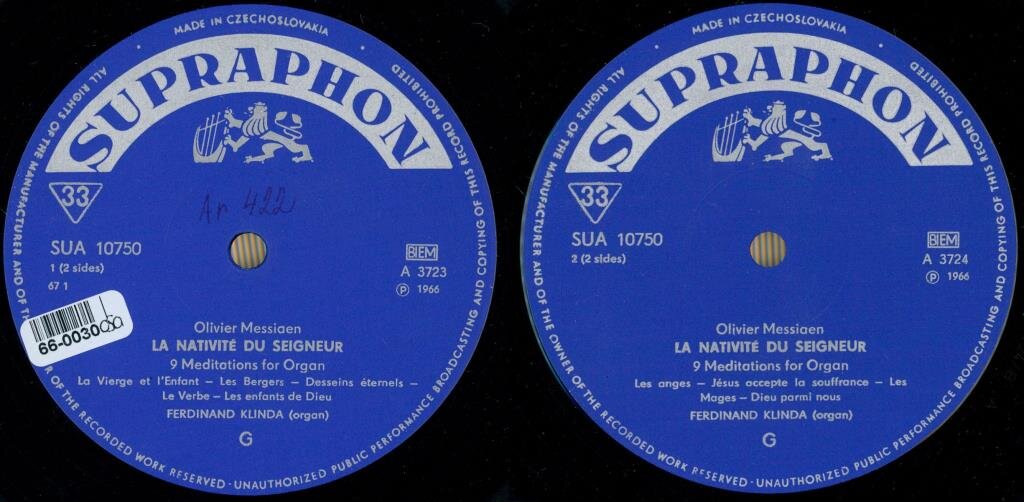 MADE IN CZECHOSLOVAKIA
ALL RIGHTS OF THE MANUFACTURER AND OF THE OWNER OF THE RECORDED WORK RESERVED - UNAUTHORIZED PUBLIC PERFORMANCE BROADCASTING AND COPYING OF THIS RECORD PROHIBITED
SUPRAPHON
33
An 422
SUA 10750
1 (2 sides)
67 1
BIEM
A 3723
Ⓟ 1966
66-0030
Olivier Messiaen
LA NATIVITÉ DU SEIGNEUR
9 Meditations for Organ
La Vierge et l'Enfant – Les Bergers – Desseins éternels –
Le Verbe – Les enfants de Dieu
FERDINAND KLINDA (organ)
G
MADE IN CZECHOSLOVAKIA
ALL RIGHTS OF THE MANUFACTURER AND OF THE OWNER OF THE RECORDED WORK RESERVED - UNAUTHORIZED PUBLIC PERFORMANCE BROADCASTING AND COPYING OF THIS RECORD PROHIBITED
SUPRAPHON
33
SUA 10750
2 (2 sides)
BIEM
A 3724
Ⓟ 1966
Olivier Messiaen
LA NATIVITÉ DU SEIGNEUR
9 Meditations for Organ
Les anges – Jésus accepte la souffrance – Les
Mages – Dieu parmi nous
FERDINAND KLINDA (organ)
G